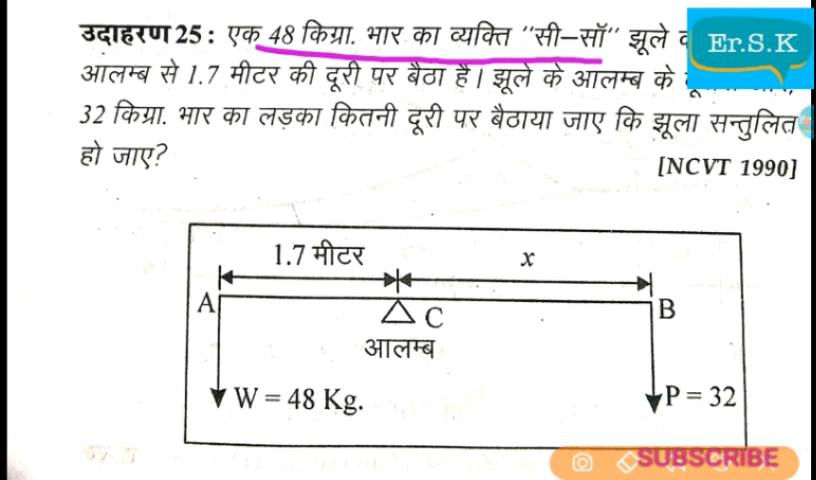 उदाहरण 25 : एक 48 किग्रा. भार का व्यक्ति "सी–सॉ" झूले
Er.S.K
आलम्ब से 1.7 मीटर की दूरी पर बैठा है। झूले के आलम्ब के
32 किग्रा. भार का लड़का कितनी दूरी पर बैठाया जाए कि झूला सन्तुलित
हो जाए?
[NCVT 1990]
1.7 मीटर x
A C B
आलम्ब
W = 48 Kg. P = 32
SUBSCRIBE